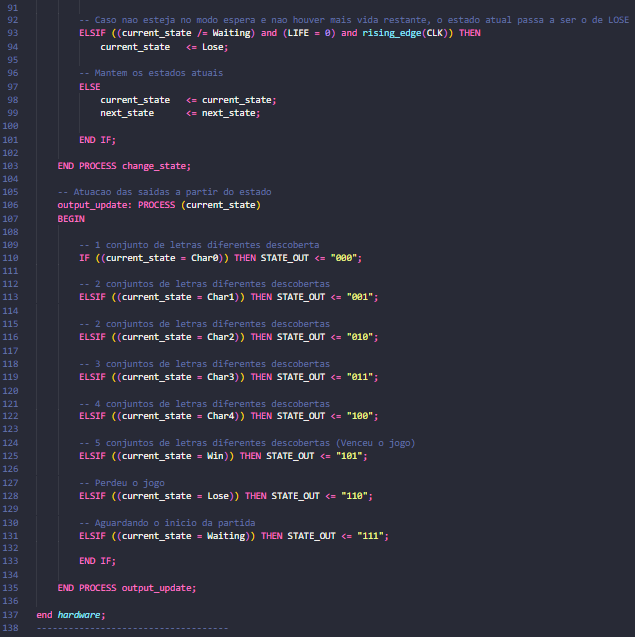 91
92 -- Caso nao esteja no modo espera e nao houver mais vida restante, o estado atual passa a ser o de LOSE
93 ELSIF ((current_state /= Waiting) and (LIFE = 0) and rising_edge(CLK)) THEN
94 current_state <= Lose;
95
96 -- Mantem os estados atuais
97 ELSE
98 current_state <= current_state;
99 next_state <= next_state;
100
101 END IF;
102
103 END PROCESS change_state;
104
105 -- Atuacao das saidas a partir do estado
106 output_update: PROCESS (current_state)
107 BEGIN
108
109 -- 1 conjunto de letras diferentes descoberta
110 IF ((current_state = Char0)) THEN STATE_OUT <= "000";
111
112 -- 2 conjuntos de letras diferentes descobertas
113 ELSIF ((current_state = Char1)) THEN STATE_OUT <= "001";
114
115 -- 2 conjuntos de letras diferentes descobertas
116 ELSIF ((current_state = Char2)) THEN STATE_OUT <= "010";
117
118 -- 3 conjuntos de letras diferentes descobertas
119 ELSIF ((current_state = Char3)) THEN STATE_OUT <= "011";
120
121 -- 4 conjuntos de letras diferentes descobertas
122 ELSIF ((current_state = Char4)) THEN STATE_OUT <= "100";
123
124 -- 5 conjuntos de letras diferentes descobertas (Venceu o jogo)
125 ELSIF ((current_state = Win)) THEN STATE_OUT <= "101";
126
127 -- Perdeu o jogo
128 ELSIF ((current_state = Lose)) THEN STATE_OUT <= "110";
129
130 -- Aguardando o inicio da partida
131 ELSIF ((current_state = Waiting)) THEN STATE_OUT <= "111";
132
133 END IF;
134
135 END PROCESS output_update;
136
137 end hardware;
138 ------------------------------------